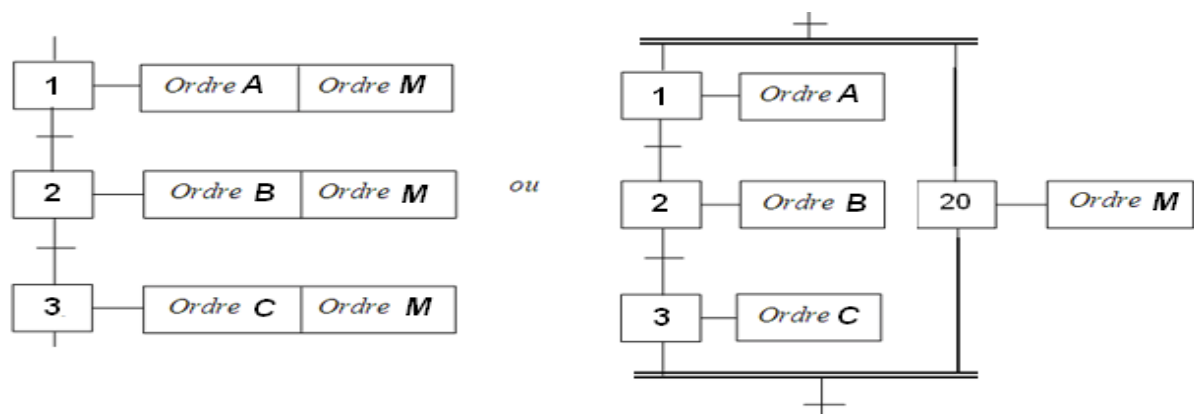 1 Ordre A Ordre M
2 Ordre B Ordre M
3 Ordre C Ordre M
ou
1 Ordre A
2 Ordre B 20 Ordre M
3 Ordre C